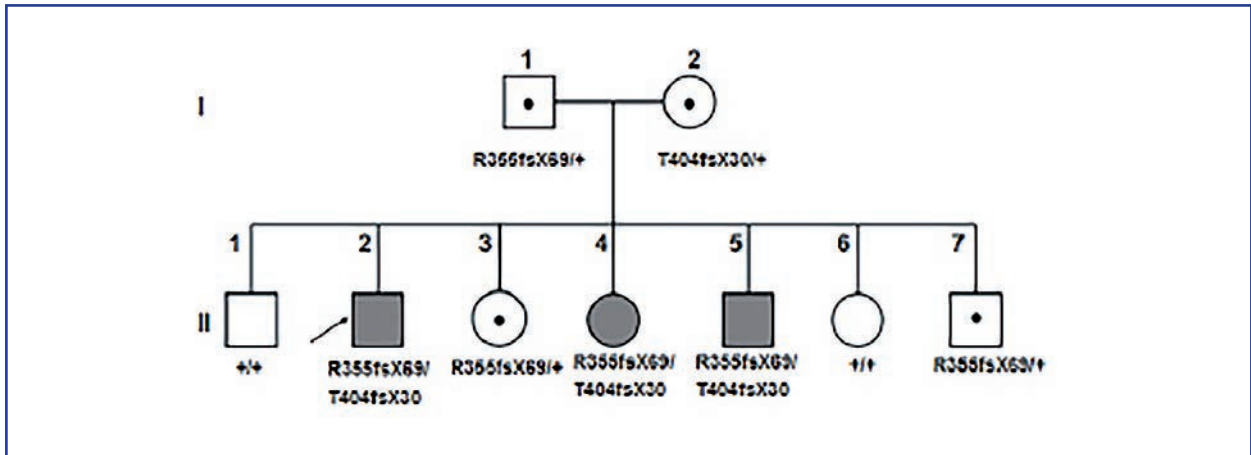 1 2
I
R355fsX69/+ T404fsX30/+
1 2 3 4 5 6 7
II
+/+ R355fsX69/ R355fsX69/+ R355fsX69/ R355fsX69/ +/+ R355fsX69/+
T404fsX30 T404fsX30 T404fsX30